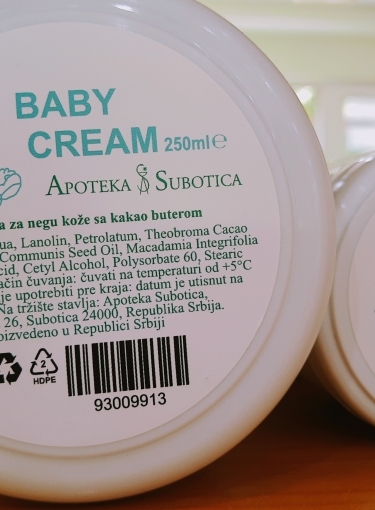 BABY
CREAM 250ml ℮
APOTEKA SUBOTICA
a za negu kože sa kakao buterom
ua, Lanolin, Petrolatum, Theobroma Cacao
Communis Seed Oil, Macadamia Integrifolia
cid, Cetyl Alcohol, Polysorbate 60, Stearic
ačin čuvanja: čuvati na temperaturi od +5°C
je upotrebiti pre kraja: datum je utisnut na
Na tržište stavlja: Apoteka Subotica,
26, Subotica 24000, Republika Srbija.
oizvedeno u Republici Srbiji
2
HDPE
93009913